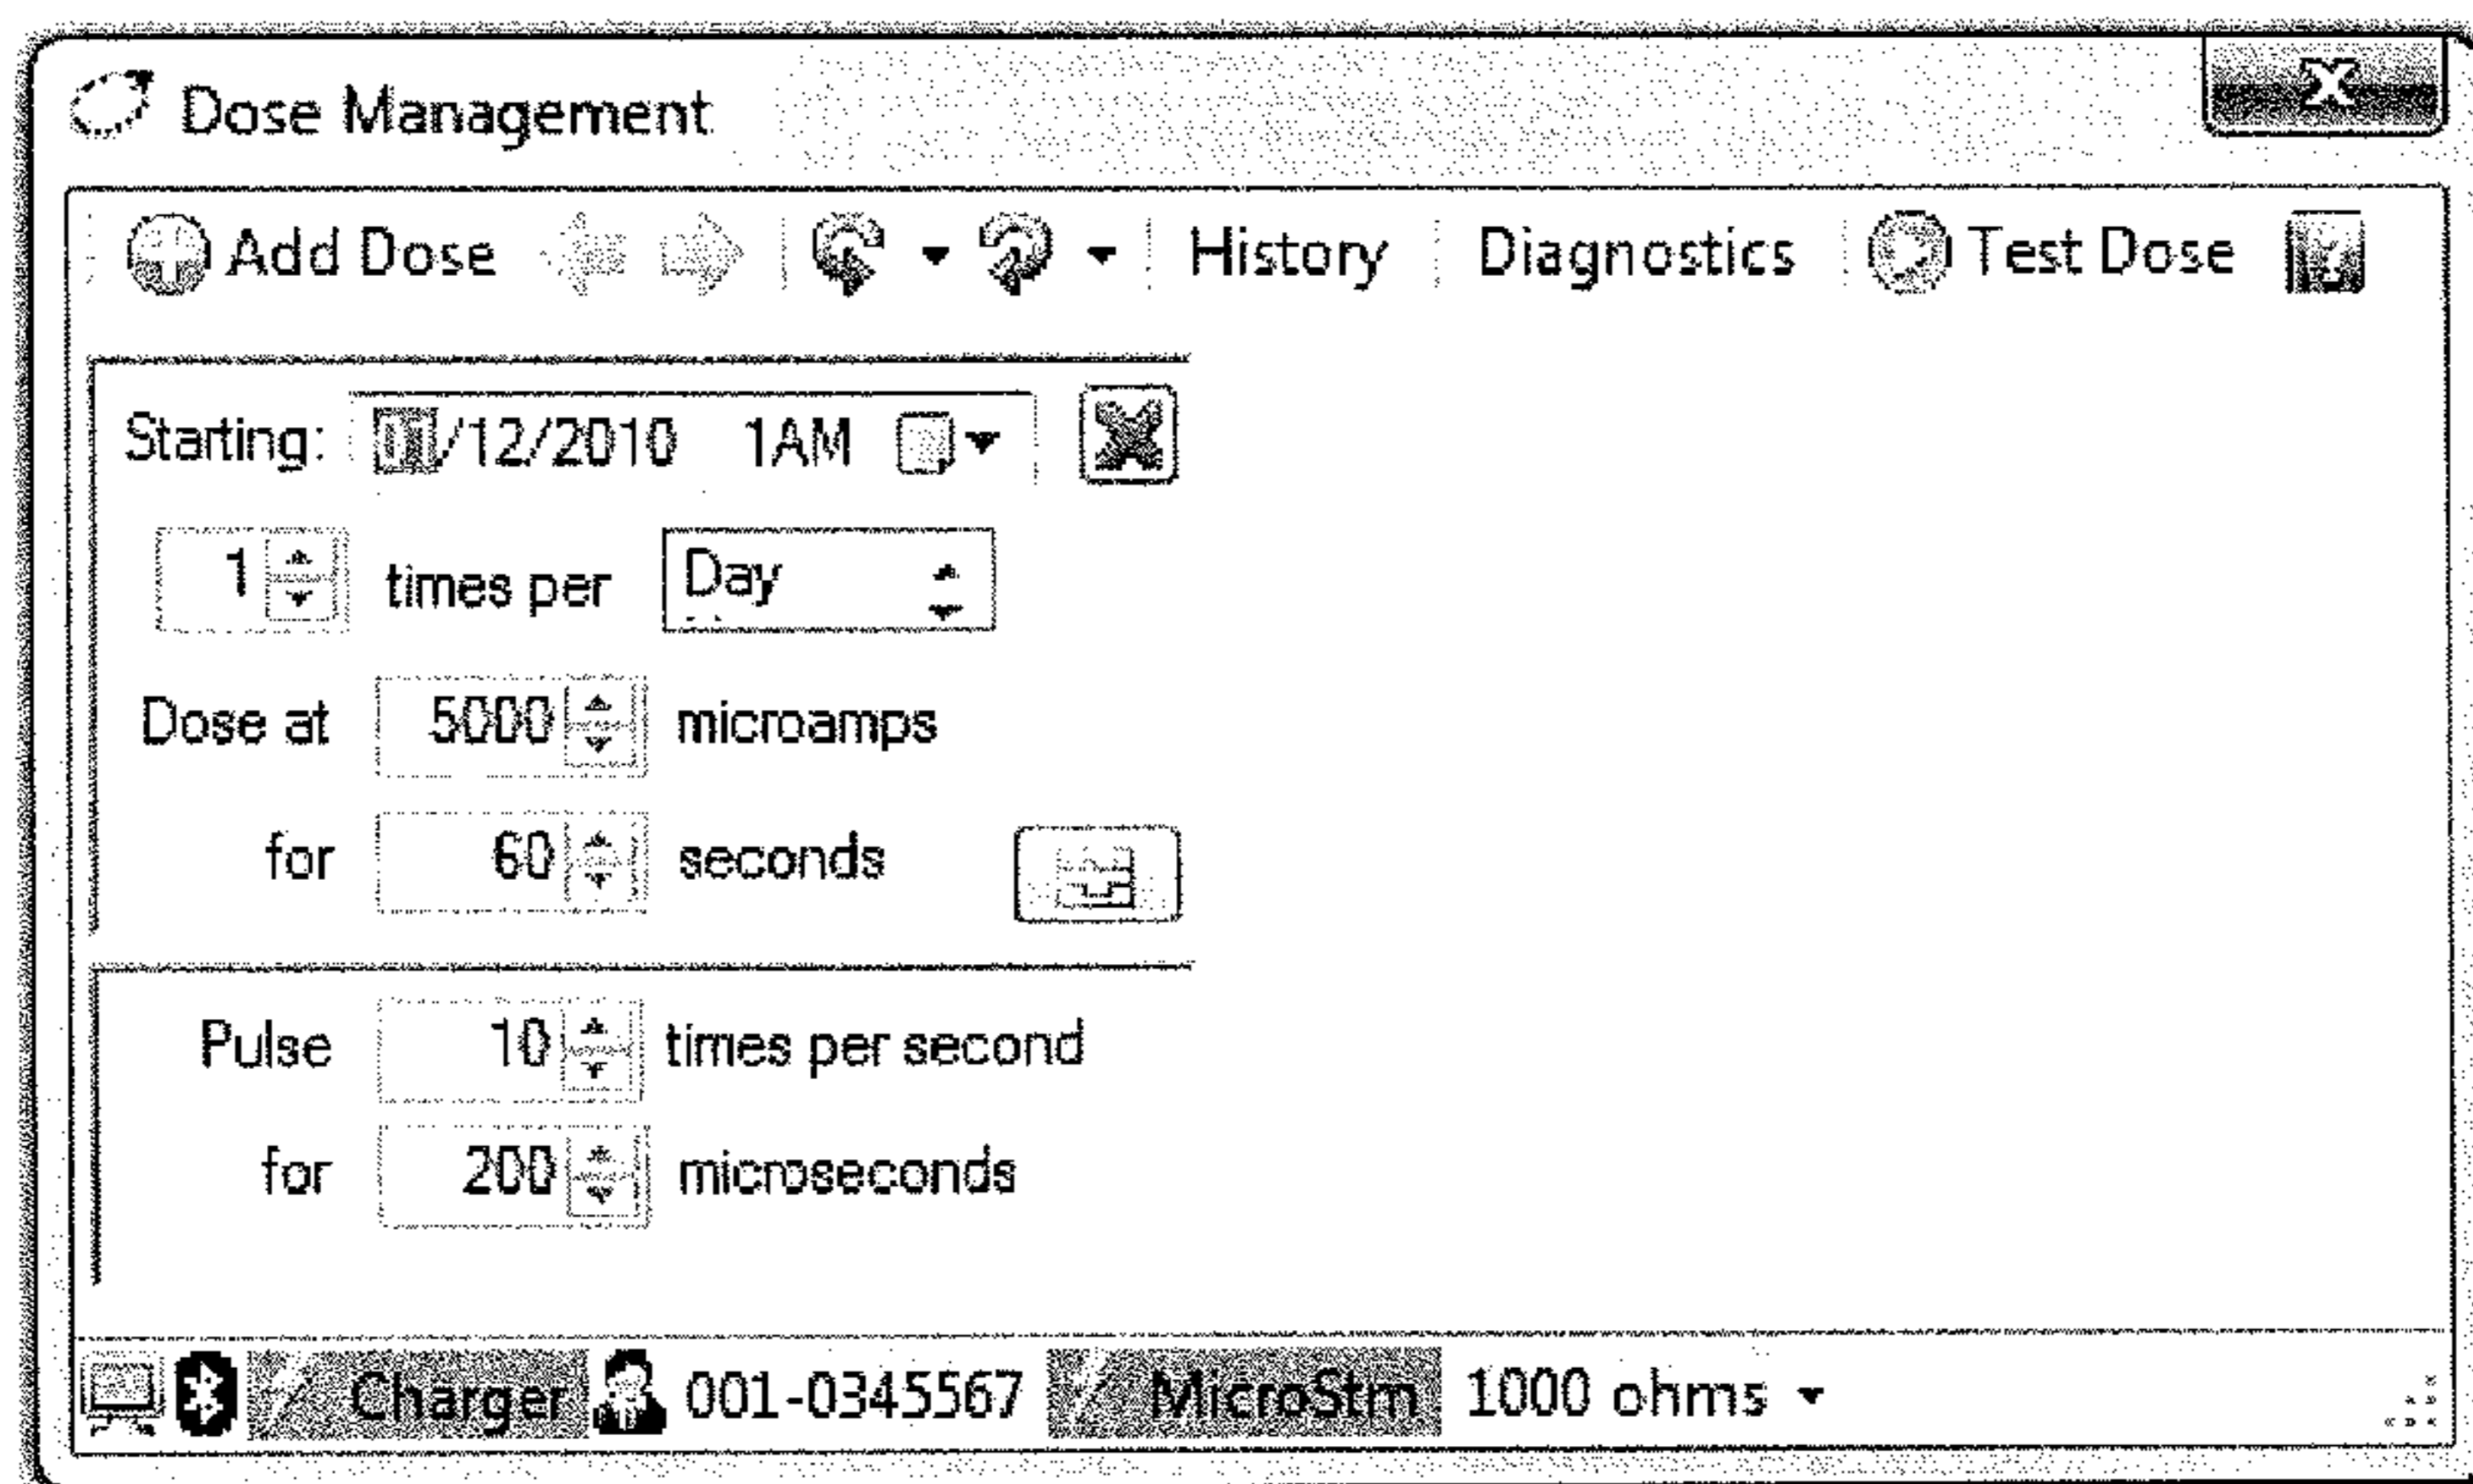 Dose Management
Add Dose History Diagnostics Test Dose
Starting: 01/12/2010 1AM
1 times per Day
Dose at 5000 microamps
for 60 seconds
Pulse 10 times per second
for 200 microseconds
Charger 001-0345567 MicroStm 1000 ohms